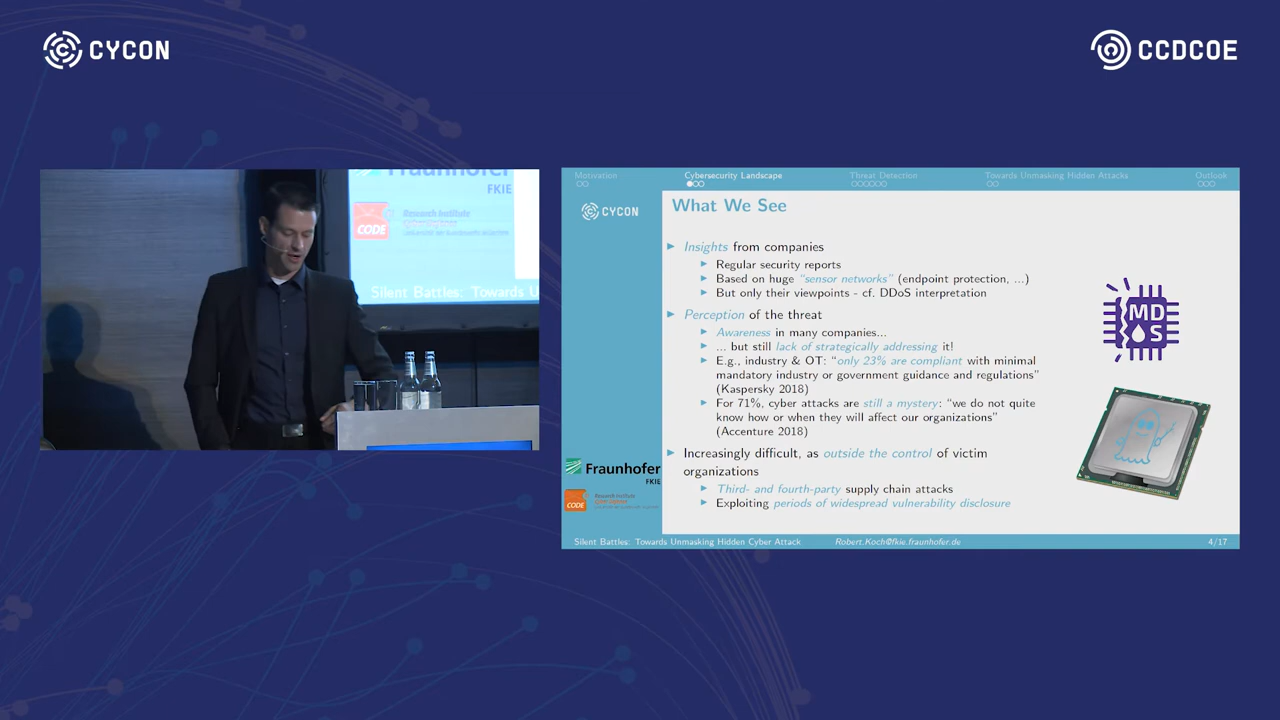 CYCON
CCDCOE
Fraunhofer
FKIE
CODE
Research Institute
Silent Battles: Towards U
Motivation
Cybersecurity Landscape
Threat Detection
Towards Unmasking Hidden Attacks
Outlook
CYCON
What We See
Insights from companies
Regular security reports
Based on huge "sensor networks" (endpoint protection, ...)
But only their viewpoints - cf. DDoS interpretation
Perception of the threat
Awareness in many companies...
... but still lack of strategically addressing it!
E.g., industry & OT: "only 23% are compliant with minimal
mandatory industry or government guidance and regulations"
(Kaspersky 2018)
For 71%, cyber attacks are still a mystery: "we do not quite
know how or when they will affect our organizations"
(Accenture 2018)
Increasingly difficult, as outside the control of victim
organizations
Third- and fourth-party supply chain attacks
Exploiting periods of widespread vulnerability disclosure
MD
S
Fraunhofer
FKIE
CODE
Research Institute
Silent Battles: Towards Unmasking Hidden Cyber Attack
Robert.Koch@fkie.fraunhofer.de
4/17